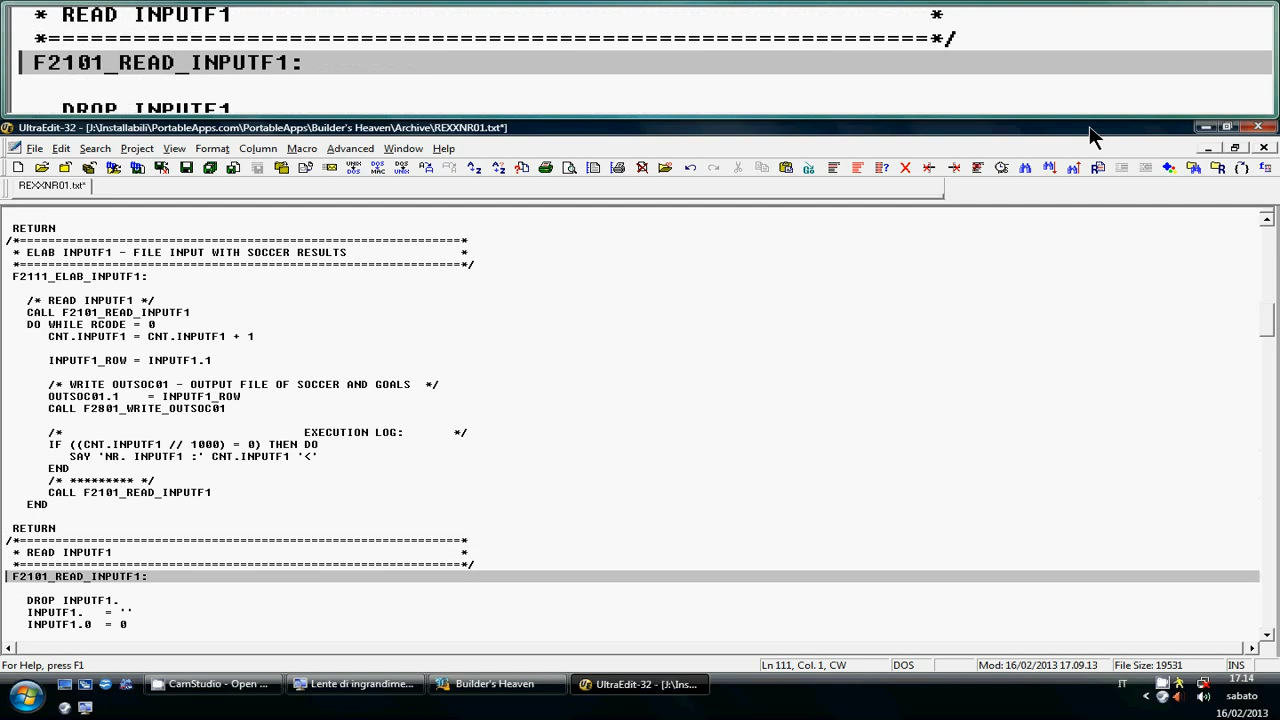 * READ INPUTF1 *
*==============================================================*/
F2101_READ_INPUTF1:
DROP INPUTF1
UltraEdit-32 - [J:\Installabili\PortableApps.com\PortableApps\Builder's Heaven\Archive\REXXNR01.txt*]
File Edit Search Project View Format Column Macro Advanced Window Help
REXXNR01.txt*
RETURN
/*==============================================================*
* ELAB INPUTF1 - FILE INPUT WITH SOCCER RESULTS *
*==============================================================*/
F2111_ELAB_INPUTF1:
/* READ INPUTF1 */
CALL F2101_READ_INPUTF1
DO WHILE RCODE = 0
CNT.INPUTF1 = CNT.INPUTF1 + 1
INPUTF1_ROW = INPUTF1.1
/* WRITE OUTSOC01 - OUTPUT FILE OF SOCCER AND GOALS */
OUTSOC01.1 = INPUTF1_ROW
CALL F2801_WRITE_OUTSOC01
/* EXECUTION LOG: */
IF ((CNT.INPUTF1 // 1000) = 0) THEN DO
SAY 'NR. INPUTF1 :' CNT.INPUTF1 '<'
END
/* ********* */
CALL F2101_READ_INPUTF1
END
RETURN
/*==============================================================*
* READ INPUTF1 *
*==============================================================*/
F2101_READ_INPUTF1:
DROP INPUTF1.
INPUTF1. = ''
INPUTF1.0 = 0
For Help, press F1 Ln 111, Col. 1, CW DOS Mod: 16/02/2013 17.09.13 File Size: 19531 INS
CamStudio - Open ... Lente di ingrandime... Builder's Heaven UltraEdit-32 - [J:\Ins... IT 17.14
sabato
16/02/2013